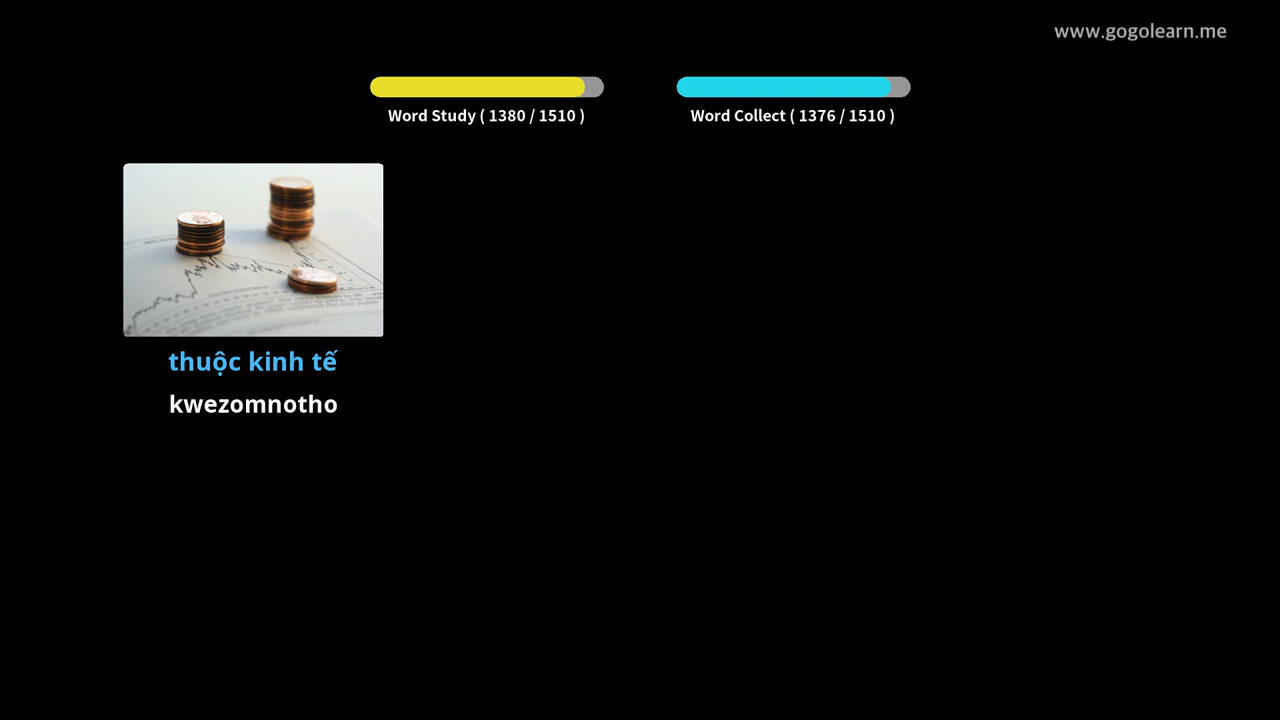 www.gogolearn.me
Word Study ( 1380 / 1510 )
Word Collect ( 1376 / 1510 )
thuộc kinh tế
kwezomnotho